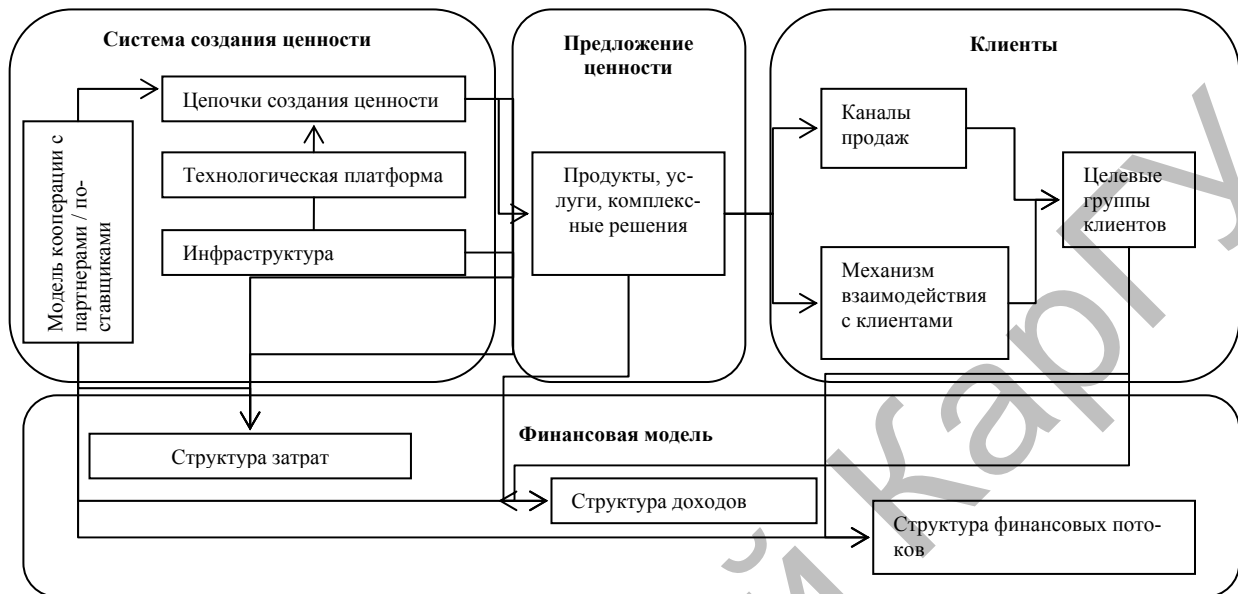 Система создания ценности
Предложение
ценности
Клиенты
Модель кооперации с
партнерами / по-
ставщиками
Цепочки создания ценности
Технологическая платформа
Инфраструктура
Продукты, ус-
луги, комплекс-
ные решения
Каналы
продаж
Механизм
взаимодействия
с клиентами
Целевые
группы
клиентов
Финансовая модель
Структура затрат
Структура доходов
Структура финансовых пото-
ков
й КарГУ